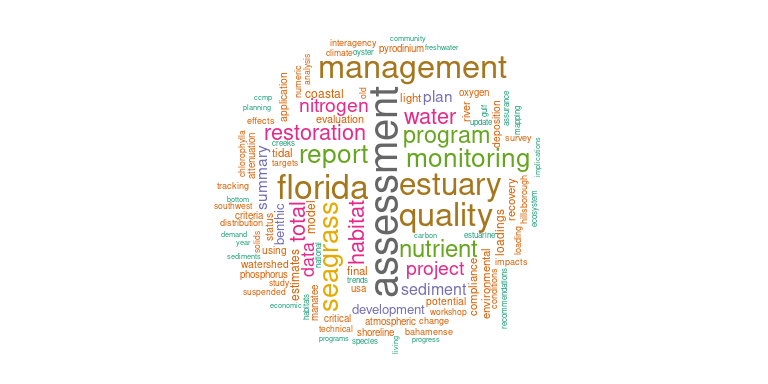 community
interagency
freshwater
climate
oyster
pyrodinium
management
analysis
numeric
application
coastal
old
light
plan
oxygen
ccmp
planning
nitrogen
water
river
gulf
update
deposition
assurance
mapping
effects
evaluation
restoration
program
survey
creeks
chlorophylla
attenuation
tidal
targets
report
monitoring
implications
summary
assessment
tracking
florida
estuary
recovery
hillsborough
ecosystem
bottom
southwest
criteria
distribution
status
benthic
total
model
seagrass
habitat
quality
demand
year
solids
using
data
national
carbon
nutrient
estuarine
loadings
loading
sediments
watershed
phosphorus
study
suspended
estimates
final
trends
usa
project
impacts
compliance
environmental
conditions
recommendations
economic
habitats
manatee
sediment
development
potential
workshop
critical
atmospheric
change
technical
shoreline
bahamense
programs
species
living
progress